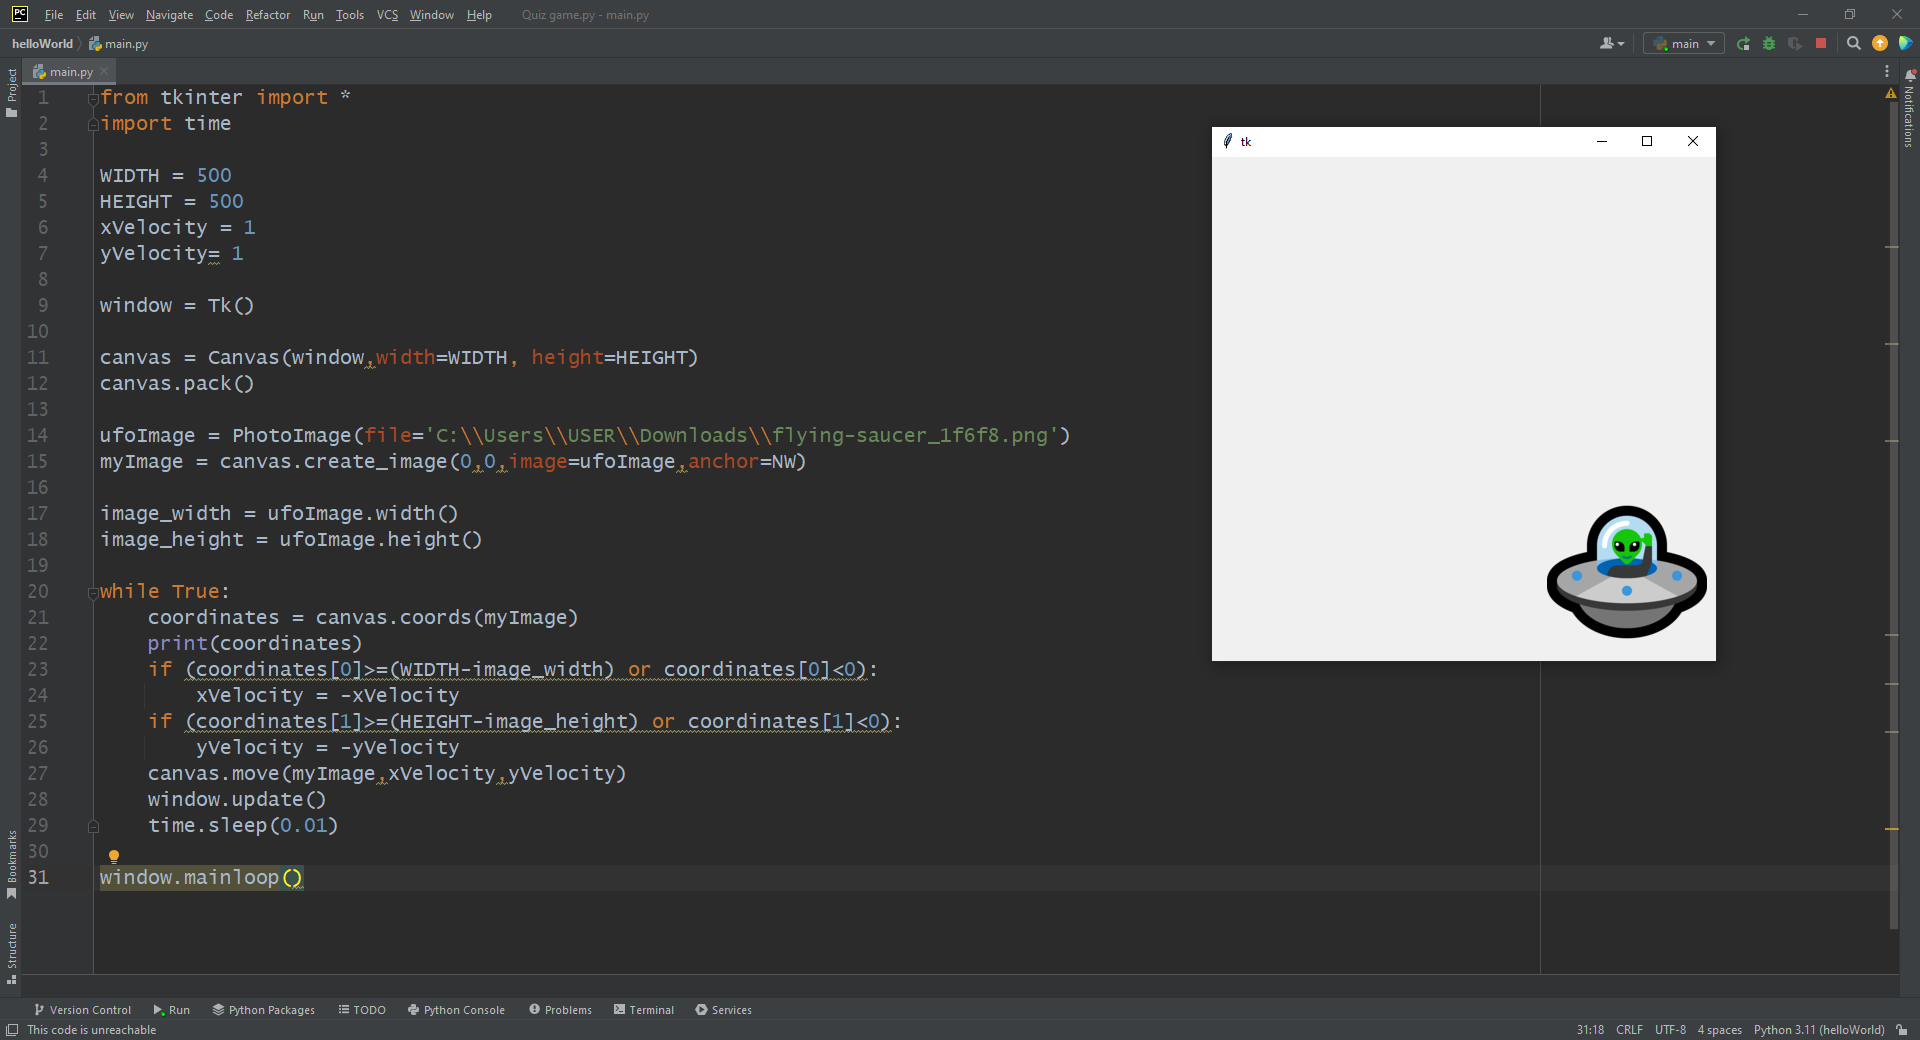 PC File Edit View Navigate Code Refactor Run Tools VCS Window Help Quiz game.py - main.py
helloWorld main.py main
main.py
Project
Notifications
1 from tkinter import *
2 import time
3
4 WIDTH = 500
5 HEIGHT = 500
6 xVelocity = 1
7 yVelocity= 1
8
9 window = Tk()
10
11 canvas = Canvas(window,width=WIDTH, height=HEIGHT)
12 canvas.pack()
13
14 ufoImage = PhotoImage(file='C:\\Users\\USER\\Downloads\\flying-saucer_1f6f8.png')
15 myImage = canvas.create_image(0,0,image=ufoImage,anchor=NW)
16
17 image_width = ufoImage.width()
18 image_height = ufoImage.height()
19
20 while True:
21     coordinates = canvas.coords(myImage)
22     print(coordinates)
23     if (coordinates[0]>=(WIDTH-image_width) or coordinates[0]<0):
24         xVelocity = -xVelocity
25     if (coordinates[1]>=(HEIGHT-image_height) or coordinates[1]<0):
26         yVelocity = -yVelocity
27     canvas.move(myImage,xVelocity,yVelocity)
28     window.update()
29     time.sleep(0.01)
30
31 window.mainloop()
tk
Bookmarks
Structure
Version Control Run Python Packages TODO Python Console Problems Terminal Services
This code is unreachable 31:18 CRLF UTF-8 4 spaces Python 3.11 (helloWorld)